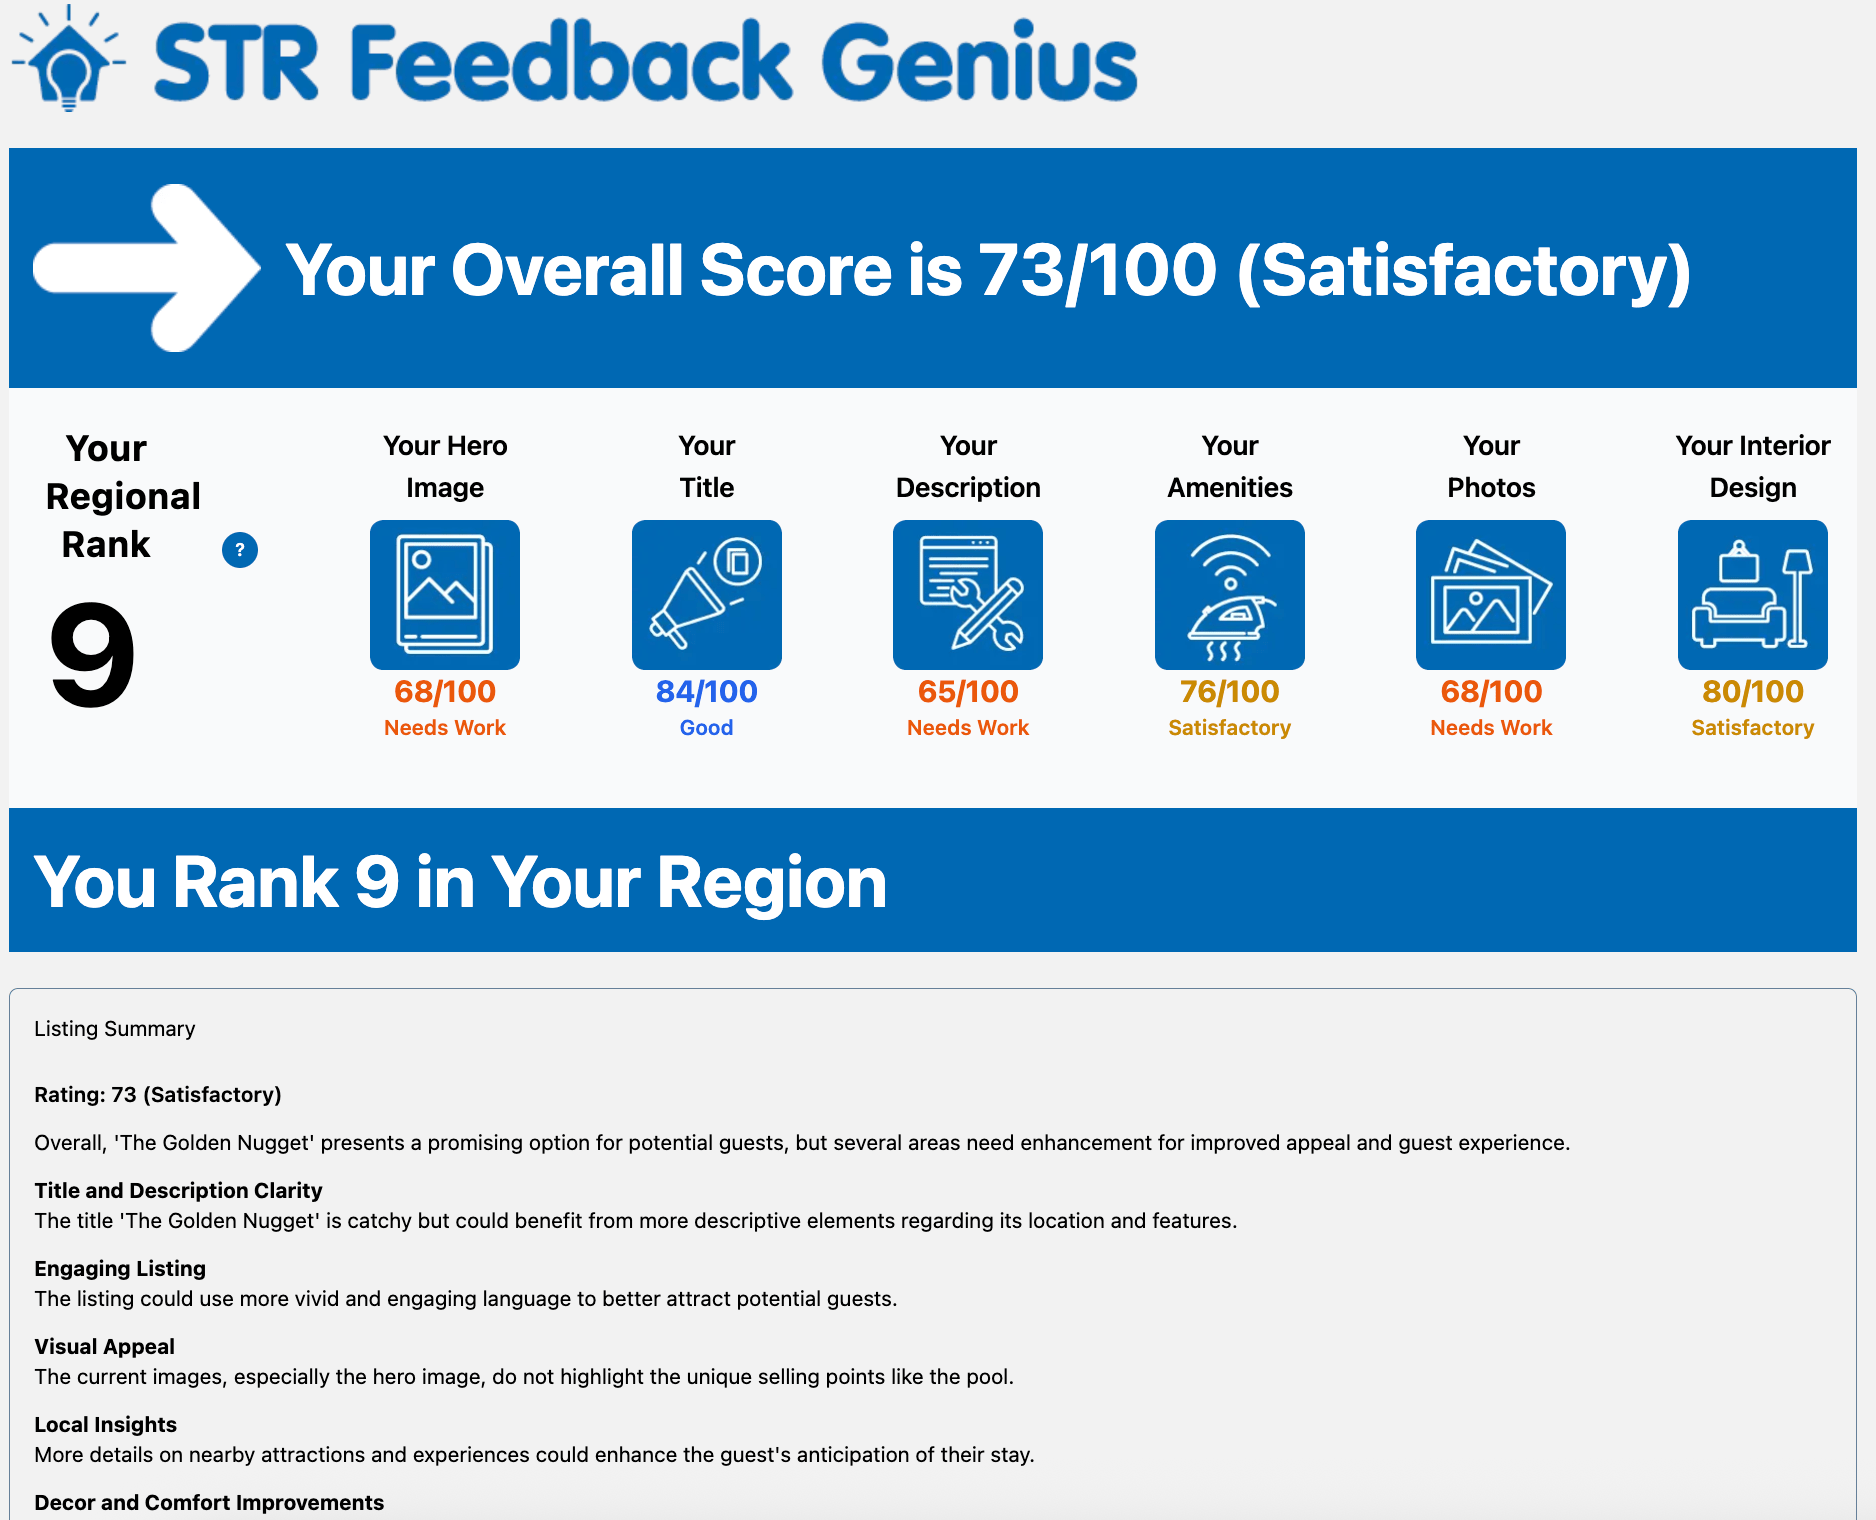 STR Feedback Genius
Your Overall Score is 73/100 (Satisfactory)
Your
Regional
Rank
?
9
Your Hero
Image
68/100
Needs Work
Your
Title
84/100
Good
Your
Description
65/100
Needs Work
Your
Amenities
76/100
Satisfactory
Your
Photos
68/100
Needs Work
Your Interior
Design
80/100
Satisfactory
You Rank 9 in Your Region
Listing Summary
Rating: 73 (Satisfactory)
Overall, 'The Golden Nugget' presents a promising option for potential guests, but several areas need enhancement for improved appeal and guest experience.
Title and Description Clarity
The title 'The Golden Nugget' is catchy but could benefit from more descriptive elements regarding its location and features.
Engaging Listing
The listing could use more vivid and engaging language to better attract potential guests.
Visual Appeal
The current images, especially the hero image, do not highlight the unique selling points like the pool.
Local Insights
More details on nearby attractions and experiences could enhance the guest's anticipation of their stay.
Decor and Comfort Improvements